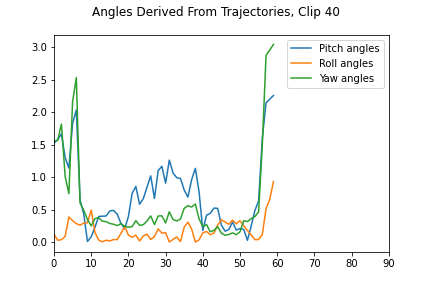 Angles Derived From Trajectories, Clip 40
Pitch angles
Roll angles
Yaw angles
3.0
2.5
2.0
1.5
1.0
0.5
0.0
0 10 20 30 40 50 60 70 80 90